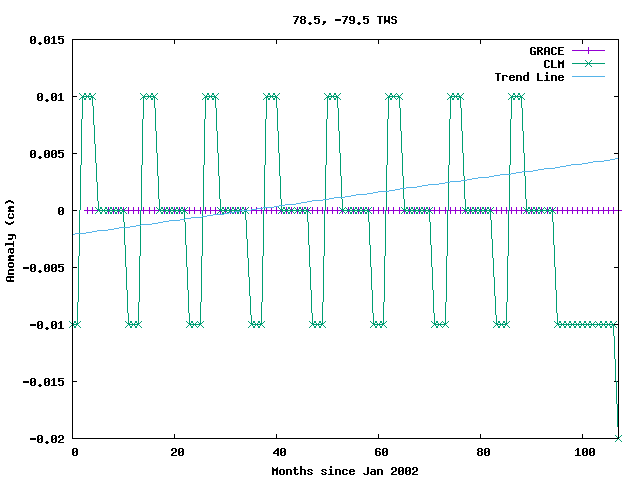 78.5, -79.5 TWS
0.015
0.01
0.005
0
-0.005
-0.01
-0.015
-0.02
Anomaly (cm)
GRACE
CLM
Trend Line
0 20 40 60 80 100
Months since Jan 2002